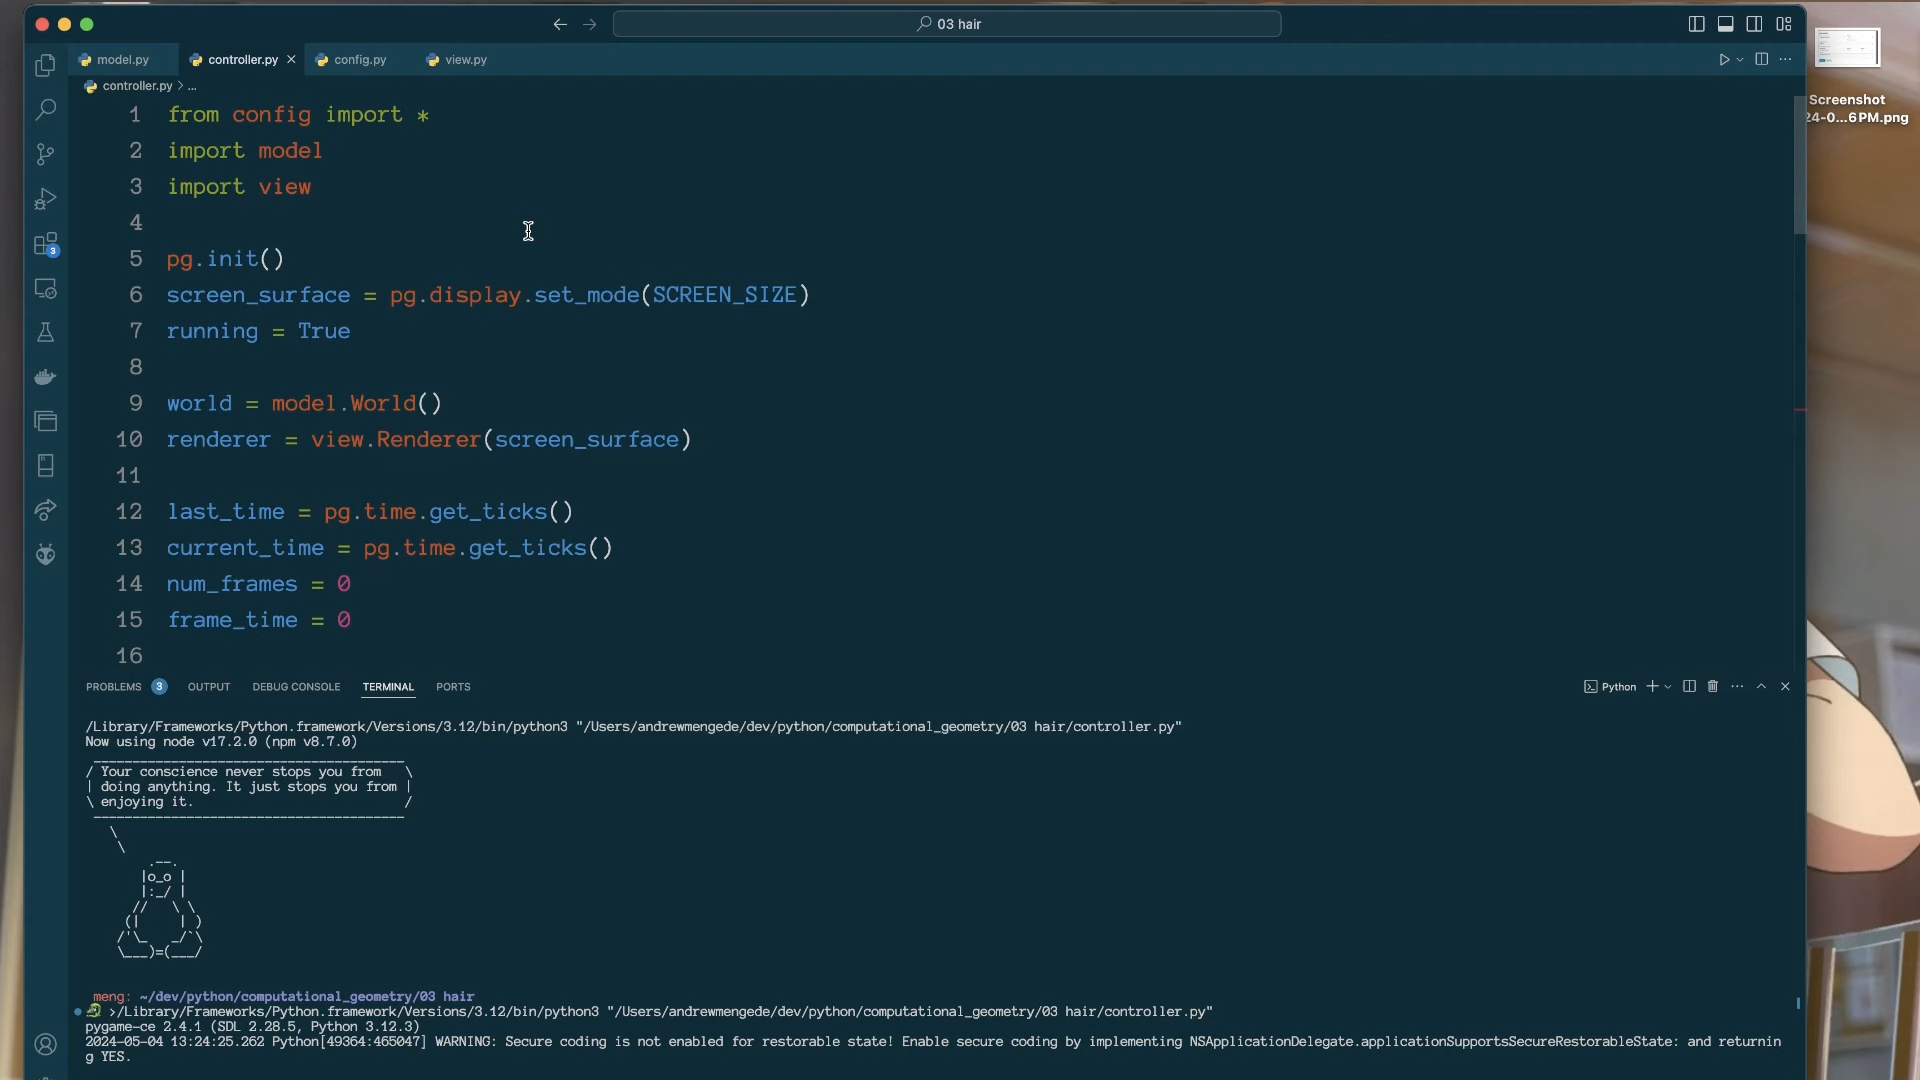 03 hair
model.py
controller.py
config.py
view.py
controller.py > ...
1 from config import *
2 import model
3 import view
4
5 pg.init()
6 screen_surface = pg.display.set_mode(SCREEN_SIZE)
7 running = True
8
9 world = model.World()
10 renderer = view.Renderer(screen_surface)
11
12 last_time = pg.time.get_ticks()
13 current_time = pg.time.get_ticks()
14 num_frames = 0
15 frame_time = 0
16
3
PROBLEMS 3 OUTPUT DEBUG CONSOLE TERMINAL PORTS
Python
/Library/Frameworks/Python.framework/Versions/3.12/bin/python3 "/Users/andrewmengede/dev/python/computational_geometry/03 hair/controller.py"
Now using node v17.2.0 (npm v8.7.0)
 _________________________________________
/ Your conscience never stops you from   \
| doing anything. It just stops you from |
\ enjoying it.                           /
 -----------------------------------------
   \
    \
        .--.
       |o_o |
       |:_/ |
      //   \ \
     (|     | )
    /'\_   _/`\
    \___)=(___/
meng: ~/dev/python/computational_geometry/03 hair
>/Library/Frameworks/Python.framework/Versions/3.12/bin/python3 "/Users/andrewmengede/dev/python/computational_geometry/03 hair/controller.py"
pygame-ce 2.4.1 (SDL 2.28.5, Python 3.12.3)
2024-05-04 13:24:25.262 Python[49364:465047] WARNING: Secure coding is not enabled for restorable state! Enable secure coding by implementing NSApplicationDelegate.applicationSupportsSecureRestorableState: and returnin
g YES.
Screenshot
24-0...6PM.png